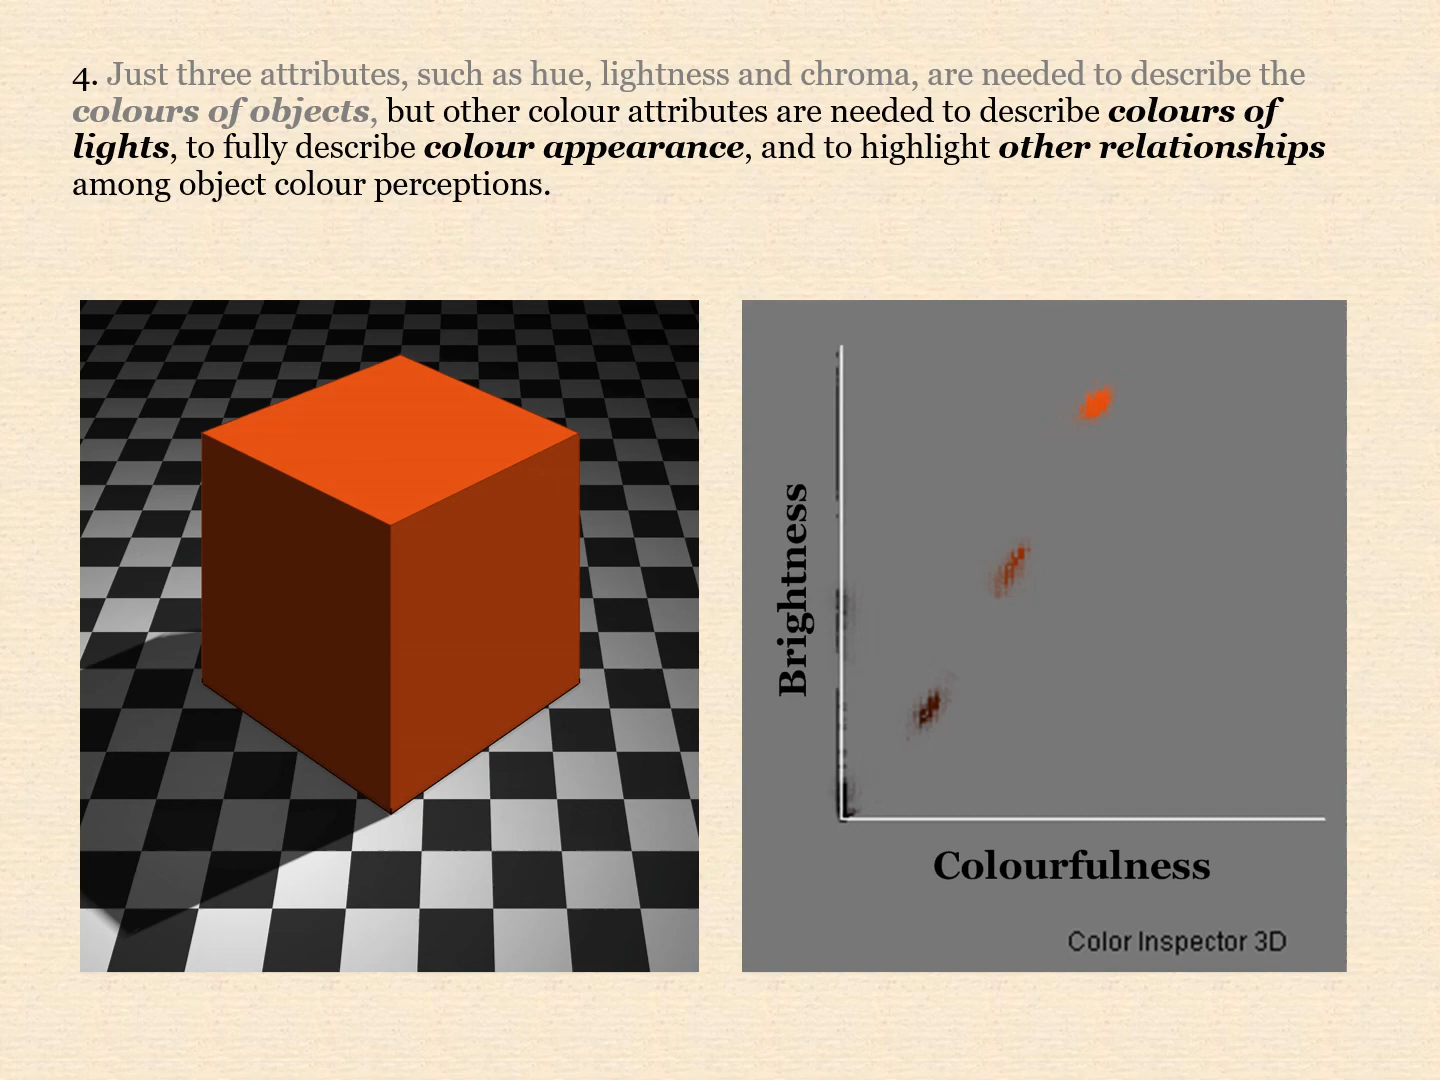 4. Just three attributes, such as hue, lightness and chroma, are needed to describe the
colours of objects, but other colour attributes are needed to describe colours of
lights, to fully describe colour appearance, and to highlight other relationships
among object colour perceptions.
Brightness
Colourfulness
Color Inspector 3D